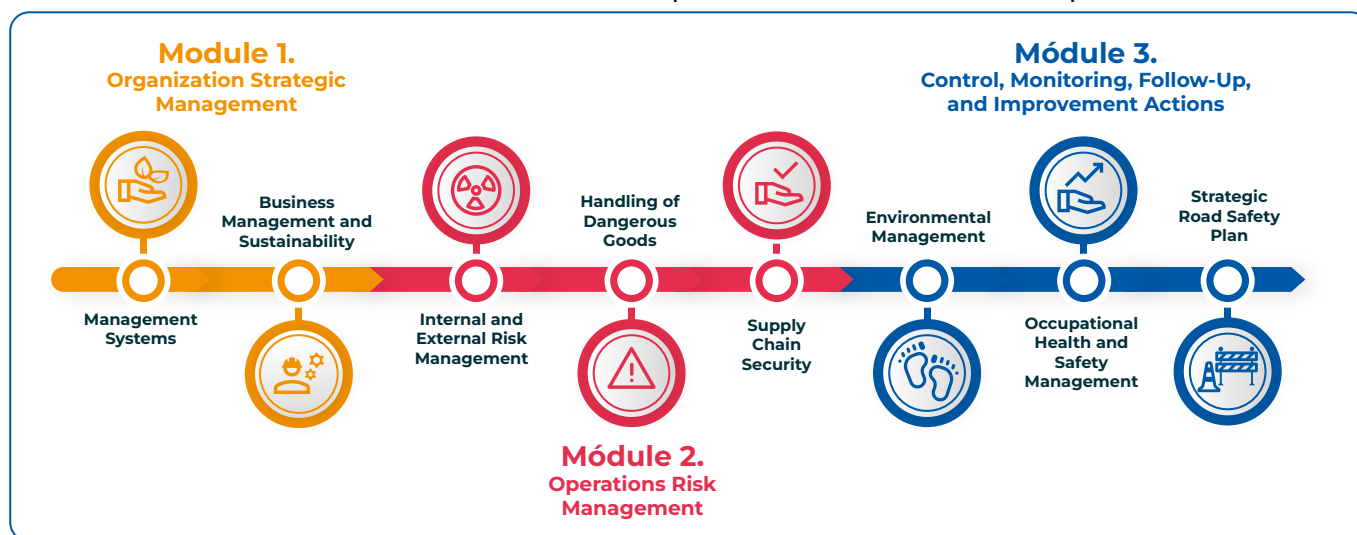 Module 1.
Organization Strategic
Management
Módule 3.
Control, Monitoring, Follow-Up,
and Improvement Actions
Business
Management and
Sustainability
Handling of
Dangerous
Goods
Environmental
Management
Strategic
Road Safety
Plan
Management
Systems
Internal and
External Risk
Management
Supply
Chain
Security
Occupational
Health and
Safety
Management
Módule 2.
Operations Risk
Management